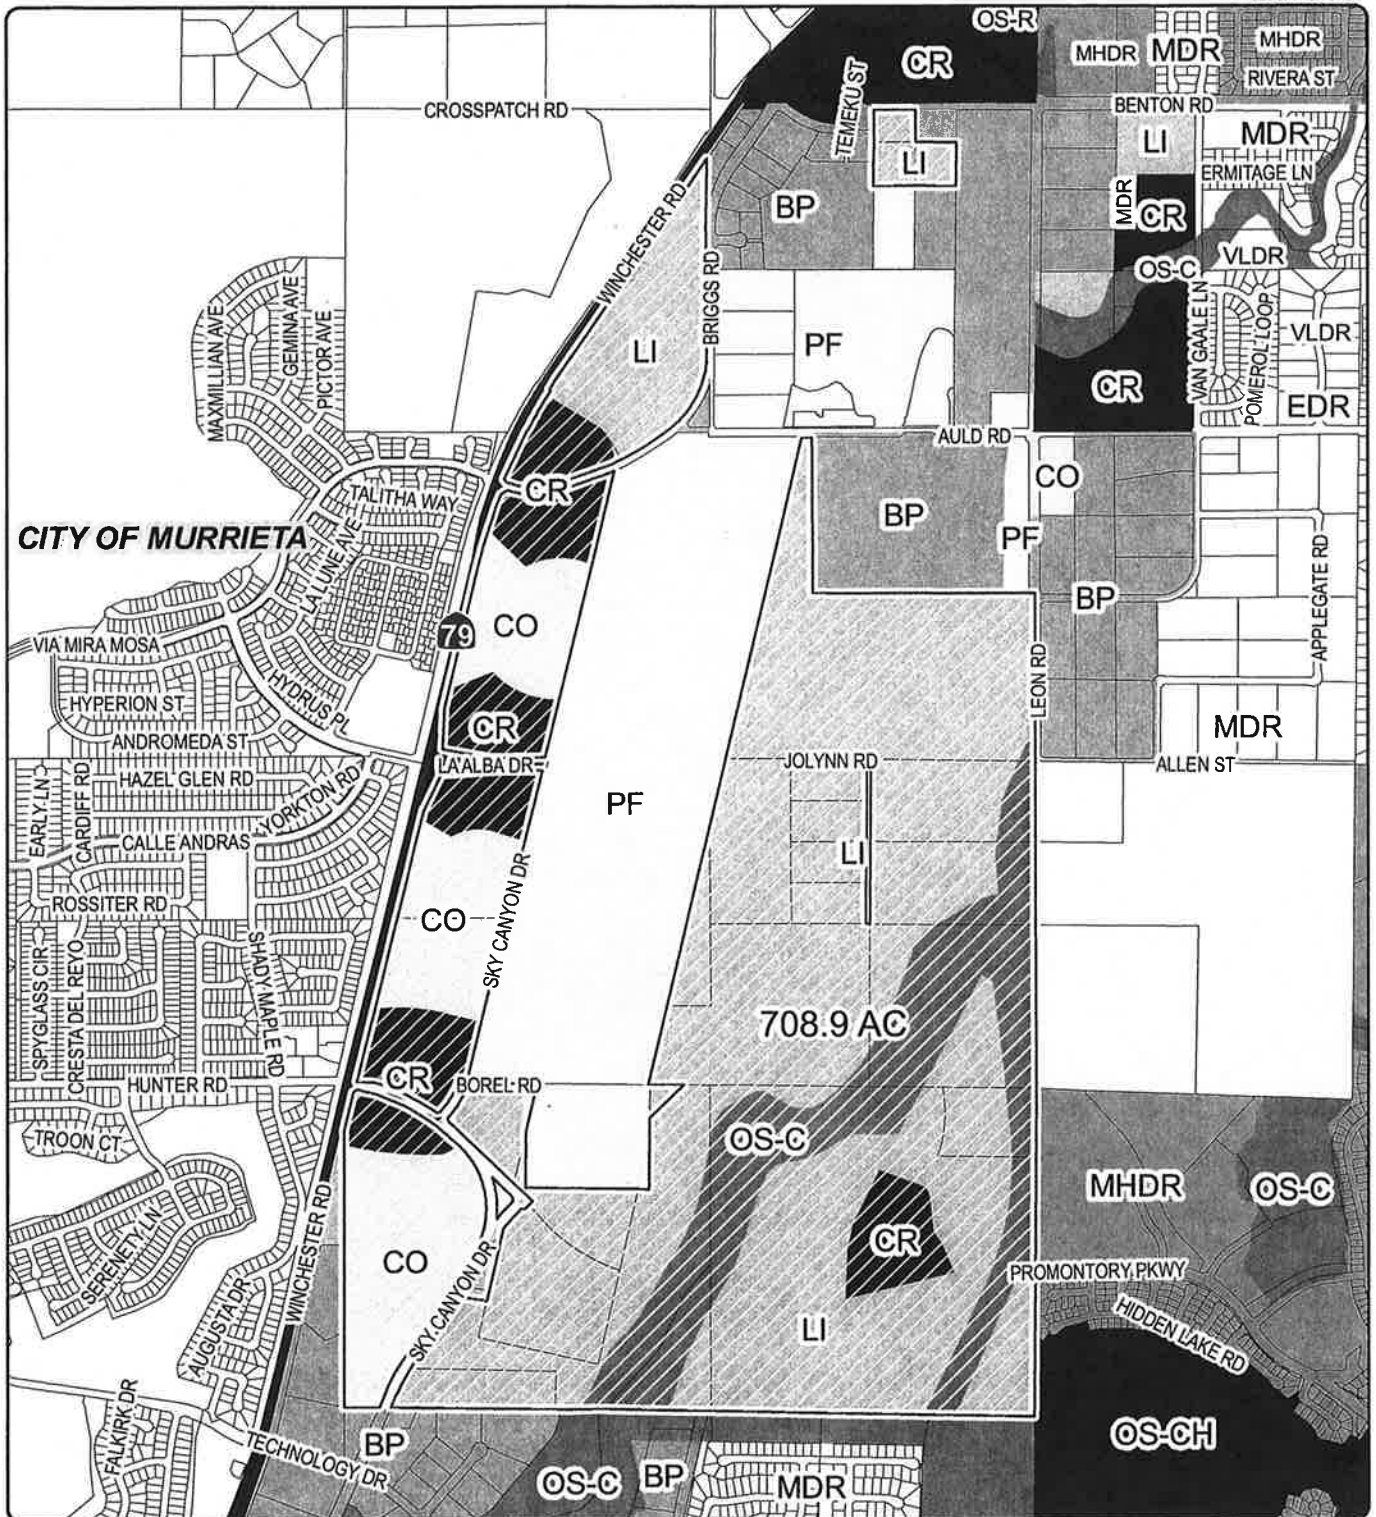 OS-R
CR
MHDR
MDR
MHDR
RIVERA ST
TEMEKU ST
CROSSPATCH RD
BENTON RD
LI
MDR
LI
ERMITAGE LN
WINCHESTER RD
BP
MDR
CR
OS-C
VLDR
MAXMILLIAN AVE
GEMINA AVE
PICTOR AVE
BRIGGS RD
LI
PF
VAN GAALE LN
POMEROL LOOP
VLDR
CR
EDR
AULD RD
TALITHA WAY
CR
CO
CITY OF MURRIETA
LA LUNE AVE
BP
PF
APPLEGATE RD
BP
79
CO
VIA MIRA MOSA
HYDRUS PL
LEON RD
HYPERION ST
CR
MDR
ANDROMEDA ST
LA ALBA DR
JOLYNN RD
ALLEN ST
EARLY LN
CARDIFF RD
HAZEL GLEN RD
YORKTON RD
PF
CALLE ANDRAS
LI
ROSSITER RD
CO
SKY CANYON DR
SPYGLASS CIR
CRESTA DEL REYO
SHADY MAPLE RD
708.9 AC
HUNTER RD
CR
BOREL RD
TROON CT
OS-C
MHDR
OS-C
SERENETY LN
WINCHESTER RD
CO
CR
PROMONTORY PKWY
AUGUSTA DR
SKY CANYON DR
LI
HIDDEN LAKE RD
FALKIRK DR
TECHNOLOGY DR
BP
OS-C
BP
MDR
OS-CH